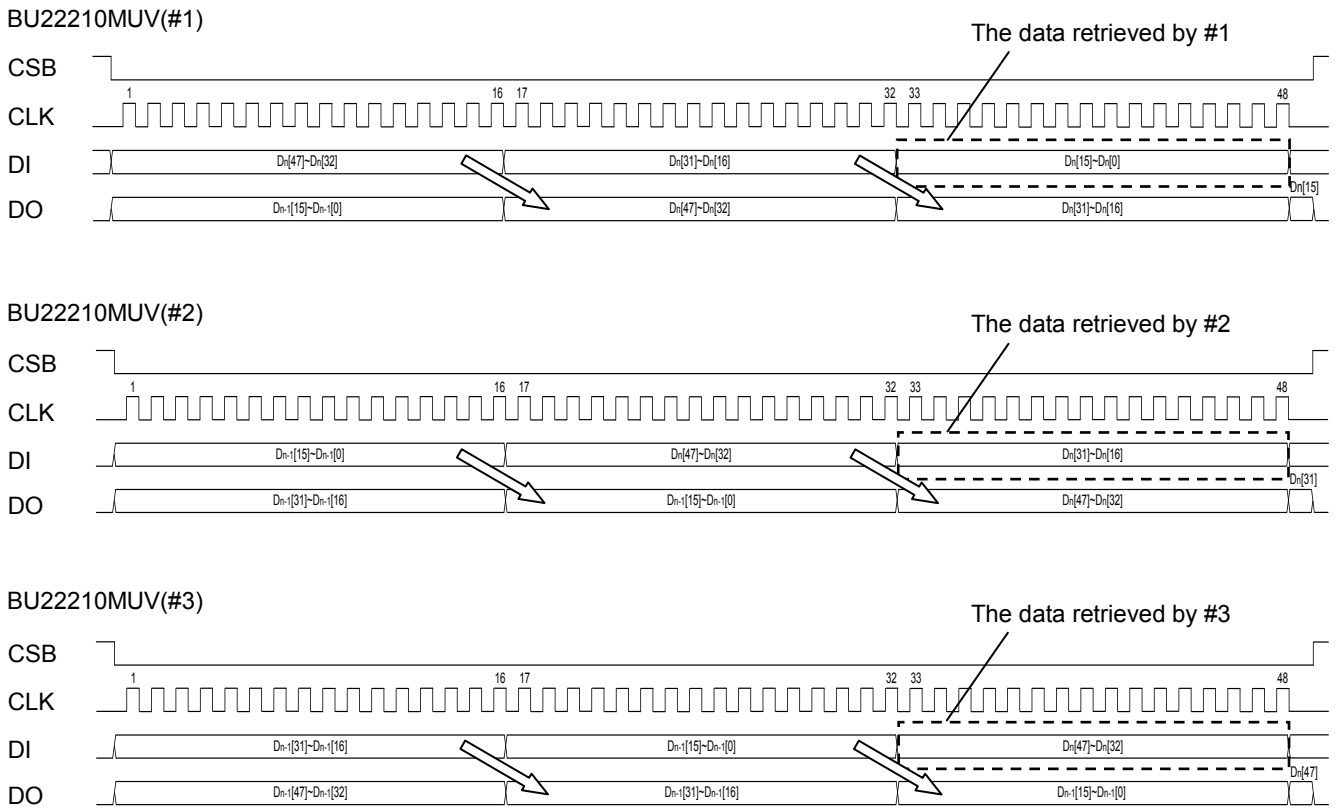 BU22210MUV(#1)
The data retrieved by #1
CSB
1 16 17 32 33 48
CLK
DI Dn[47]~Dn[32] Dn[31]~Dn[16] Dn[15]~Dn[0]
Dn[15]
DO Dn-1[15]~Dn-1[0] Dn[47]~Dn[32] Dn[31]~Dn[16]
BU22210MUV(#2)
The data retrieved by #2
CSB
1 16 17 32 33 48
CLK
DI Dn-1[15]~Dn-1[0] Dn[47]~Dn[32] Dn[31]~Dn[16]
Dn[31]
DO Dn-1[31]~Dn-1[16] Dn-1[15]~Dn-1[0] Dn[47]~Dn[32]
BU22210MUV(#3)
The data retrieved by #3
CSB
1 16 17 32 33 48
CLK
DI Dn-1[31]~Dn-1[16] Dn-1[15]~Dn-1[0] Dn[47]~Dn[32]
Dn[47]
DO Dn-1[47]~Dn-1[32] Dn-1[31]~Dn-1[16] Dn-1[15]~Dn-1[0]